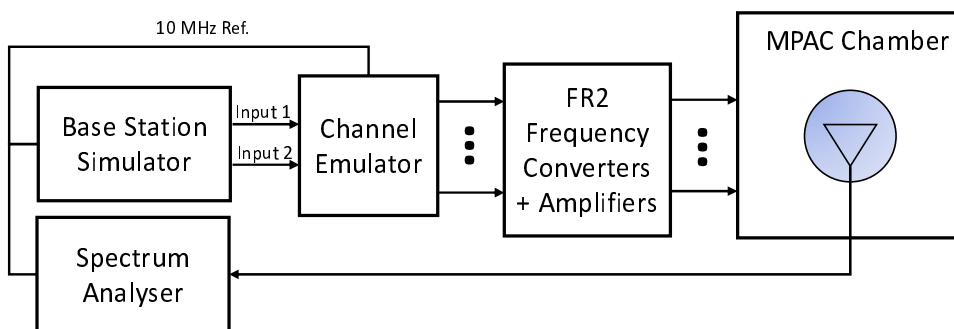 10 MHz Ref.
MPAC Chamber
Base Station
Simulator
Input 1
Input 2
Channel
Emulator
FR2
Frequency
Converters
+ Amplifiers
Spectrum
Analyser